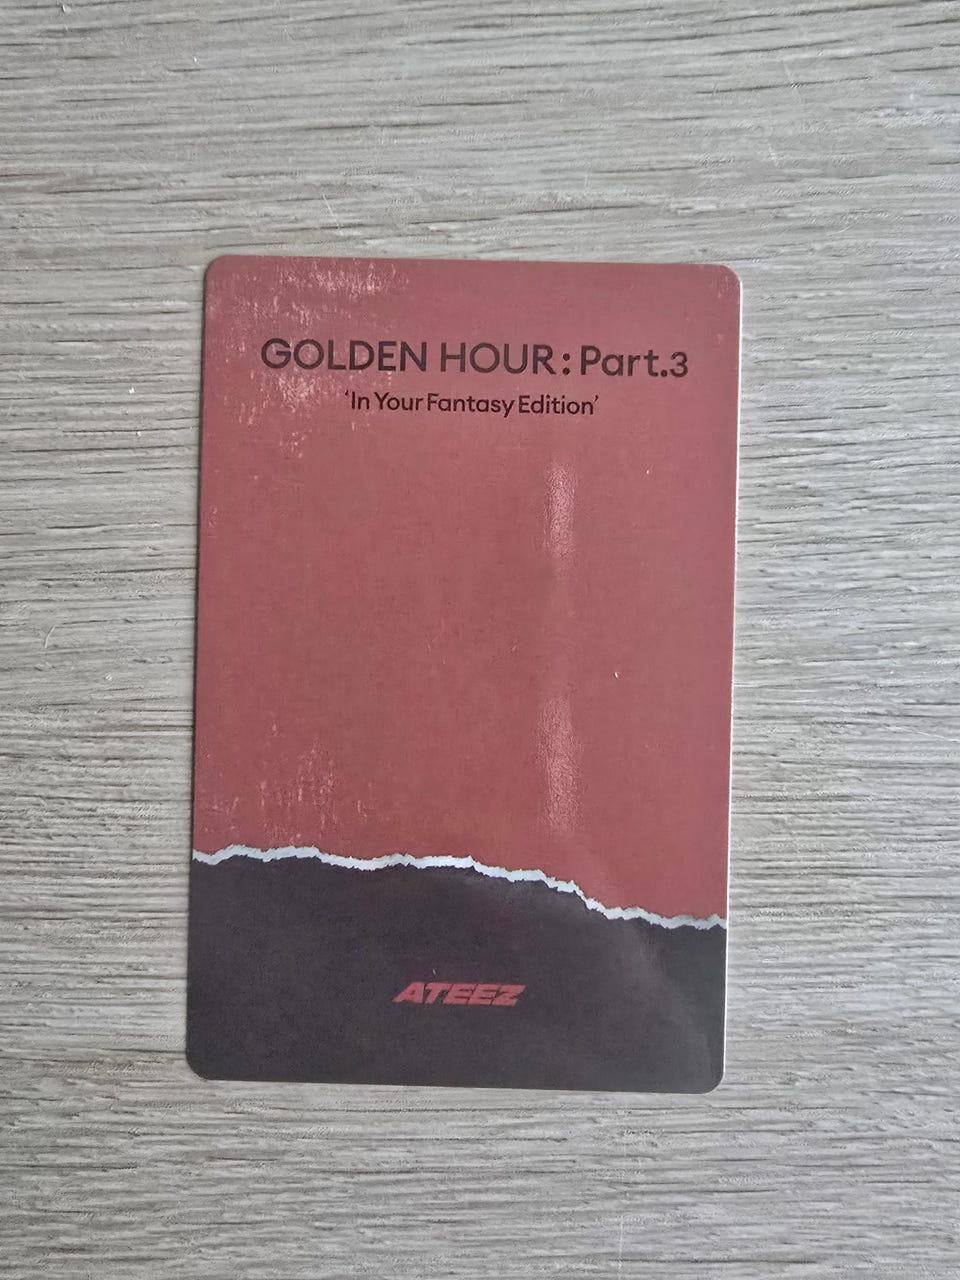 GOLDEN HOUR : Part.3
‘In Your Fantasy Edition’
ATEEZ